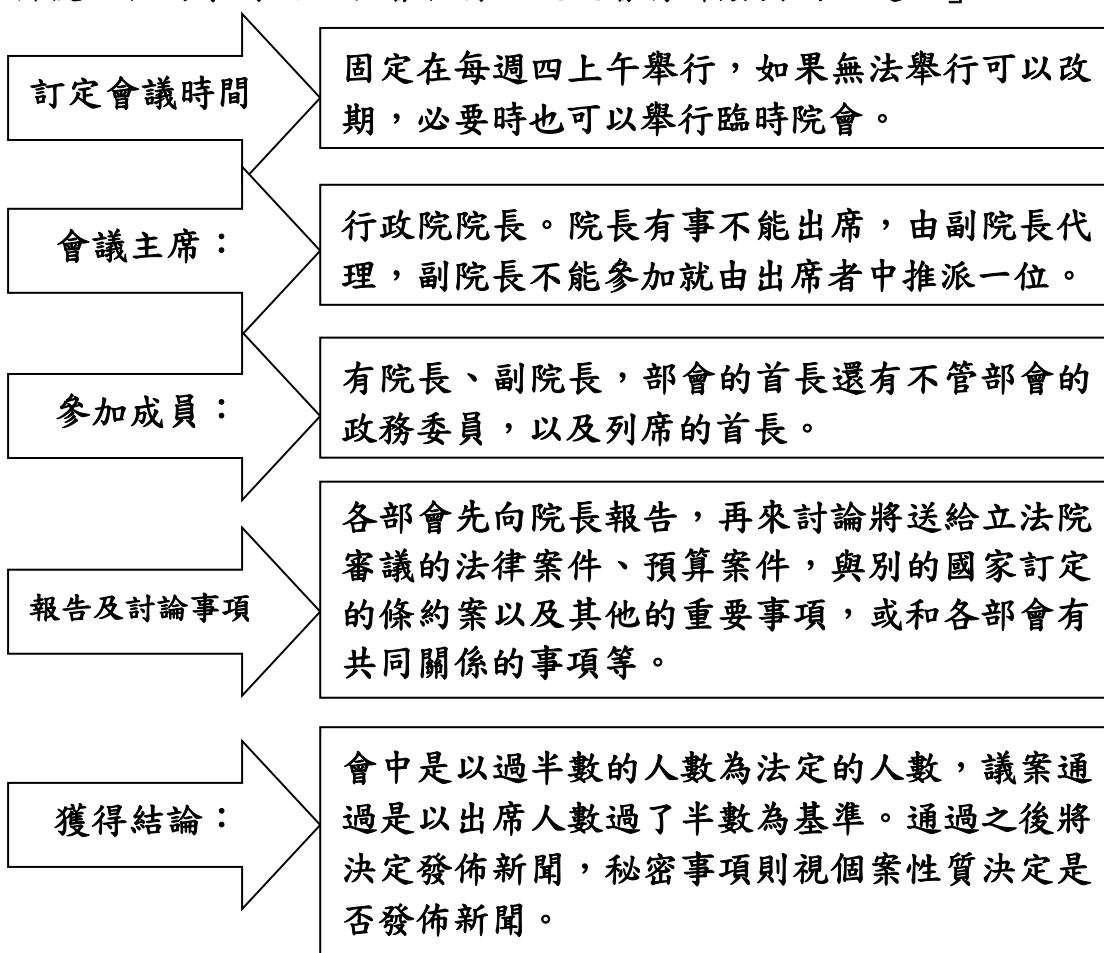 訂定會議時間
固定在每週四上午舉行，如果無法舉行可以改
期，必要時也可以舉行臨時院會。
會議主席：
行政院院長。院長有事不能出席，由副院長代
理，副院長不能參加就由出席者中推派一位。
參加成員：
有院長、副院長，部會的首長還有不管部會的
政務委員，以及列席的首長。
報告及討論事項
各部會先向院長報告，再來討論將送給立法院
審議的法律案件、預算案件，與別的國家訂定
的條約案以及其他的重要事項，或和各部會有
共同關係的事項等。
獲得結論：
會中是以過半數的人數為法定的人數，議案通
過是以出席人數過了半數為基準。通過之後將
決定發佈新聞，秘密事項則視個案性質決定是
否發佈新聞。